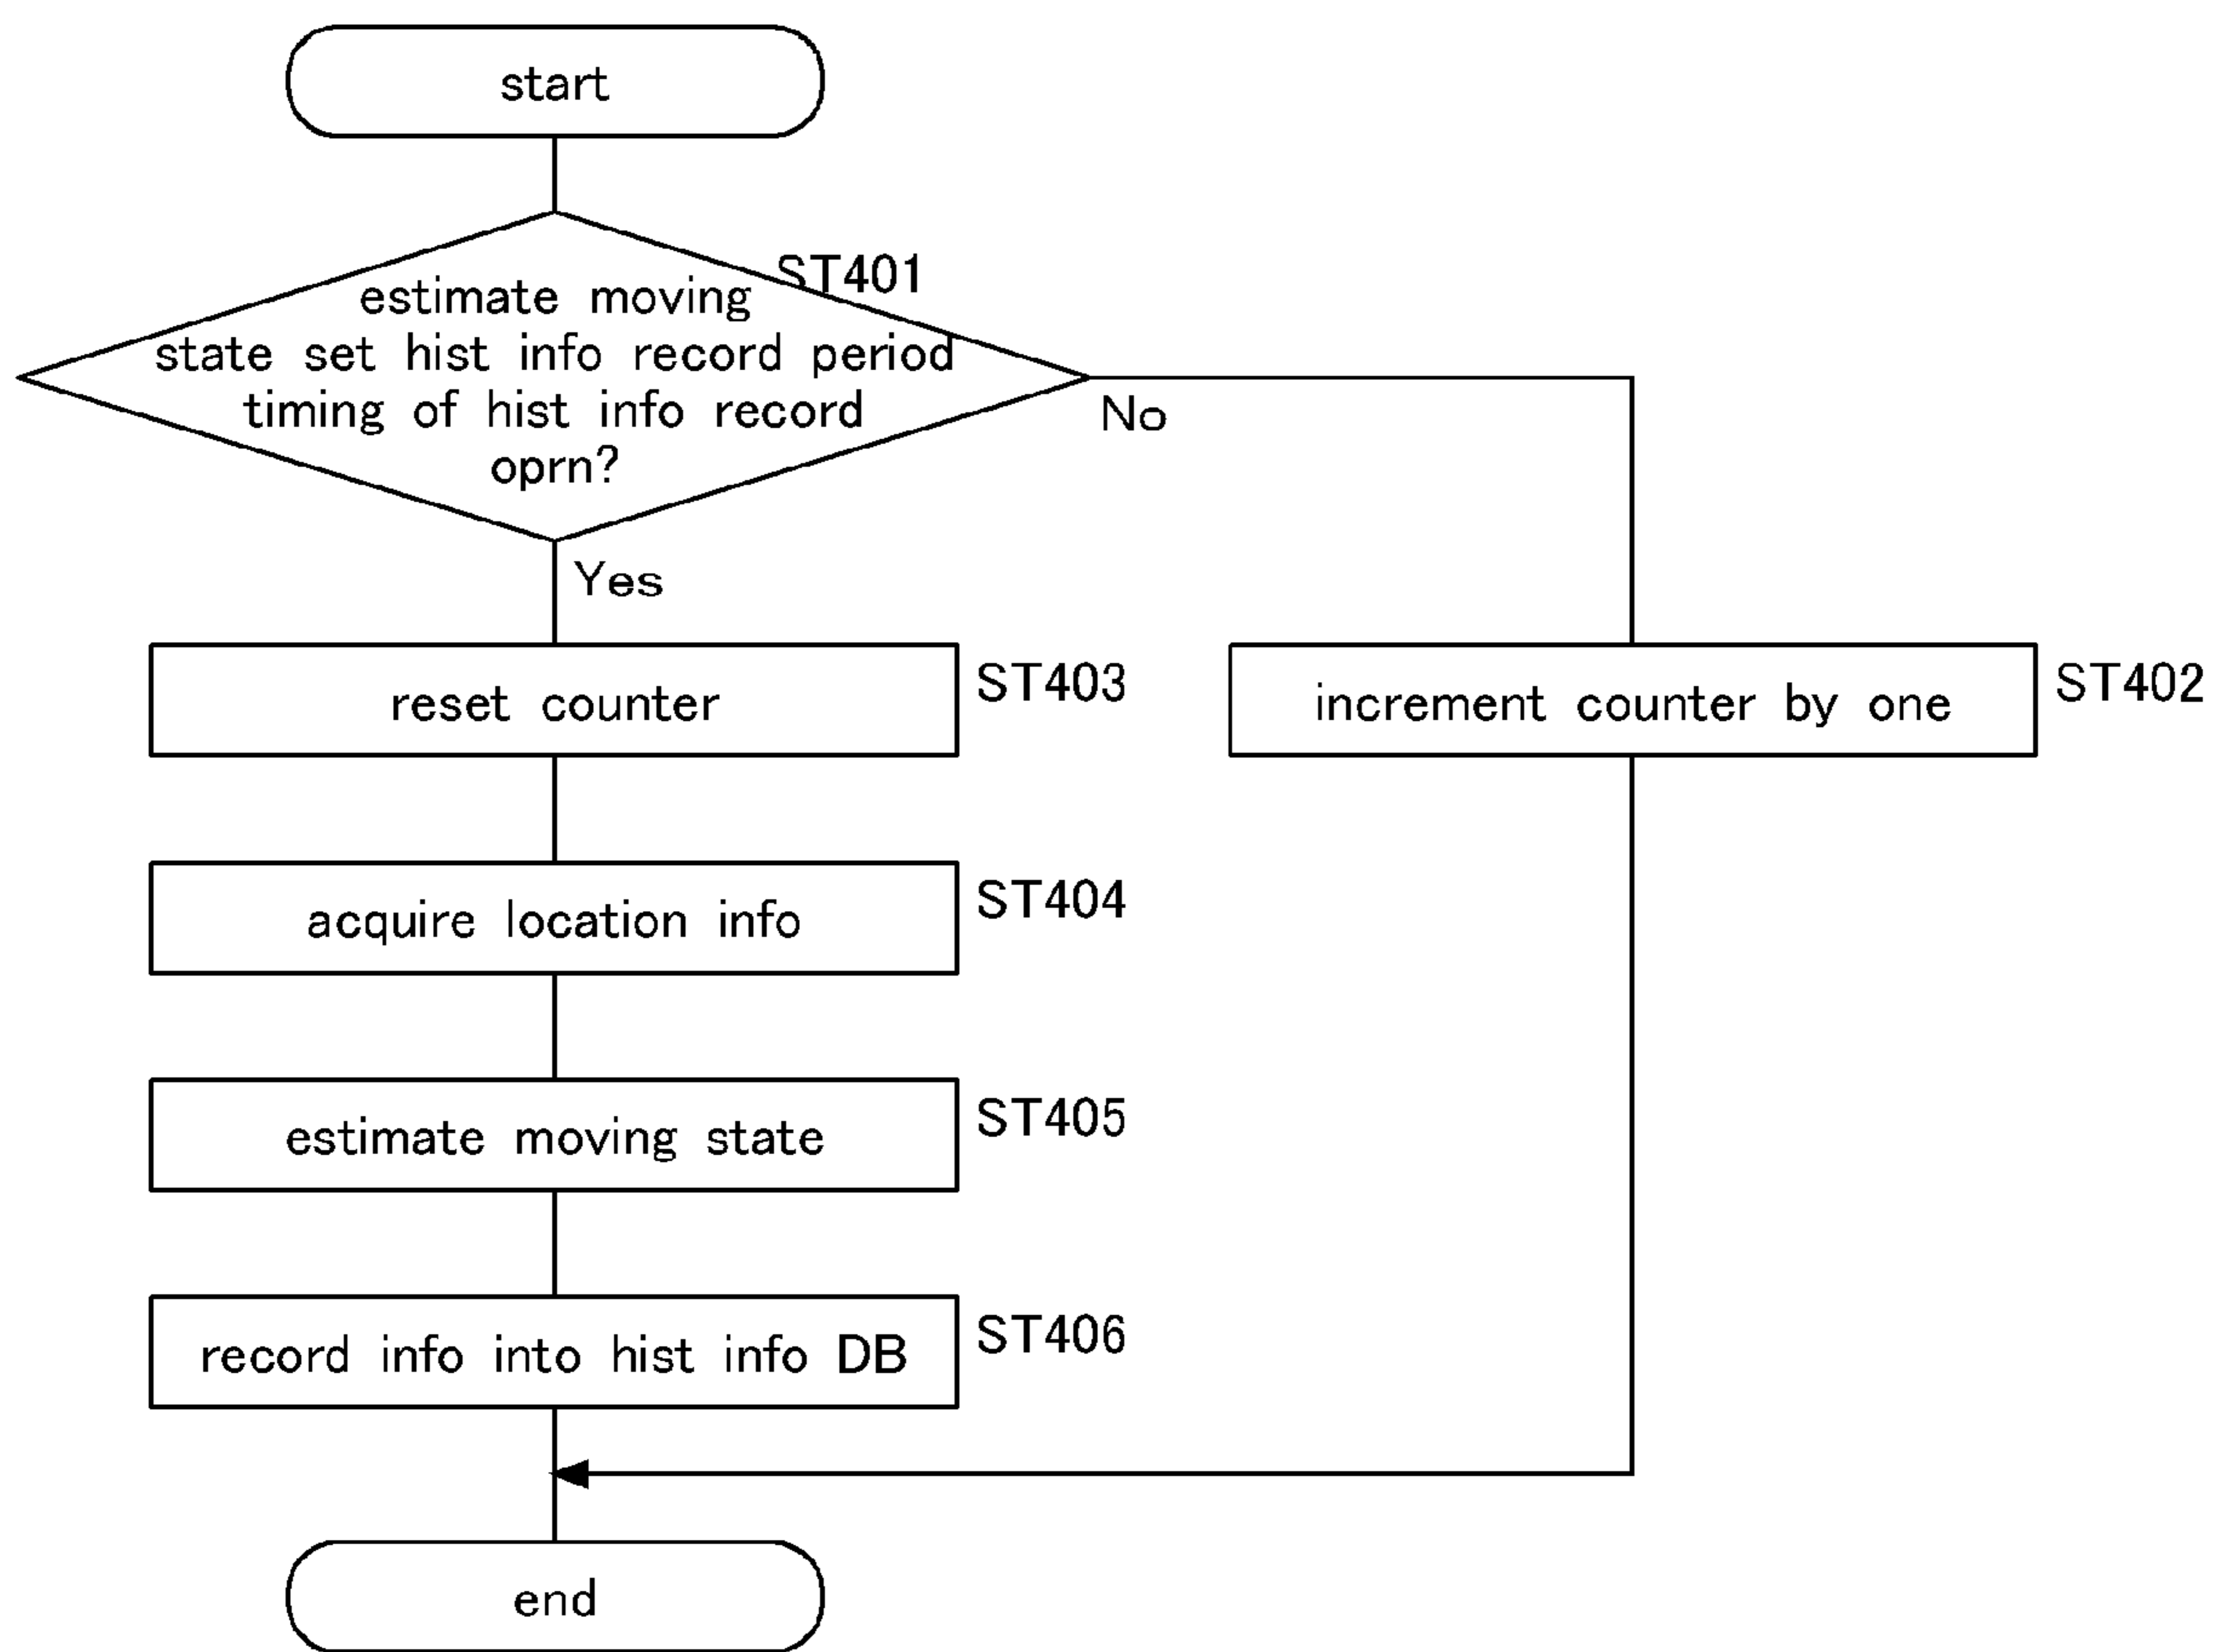 start
ST401
estimate moving
state set hist info record period
timing of hist info record
oprn?
No
Yes
reset counter
ST403
increment counter by one
ST402
acquire location info
ST404
estimate moving state
ST405
record info into hist info DB
ST406
end